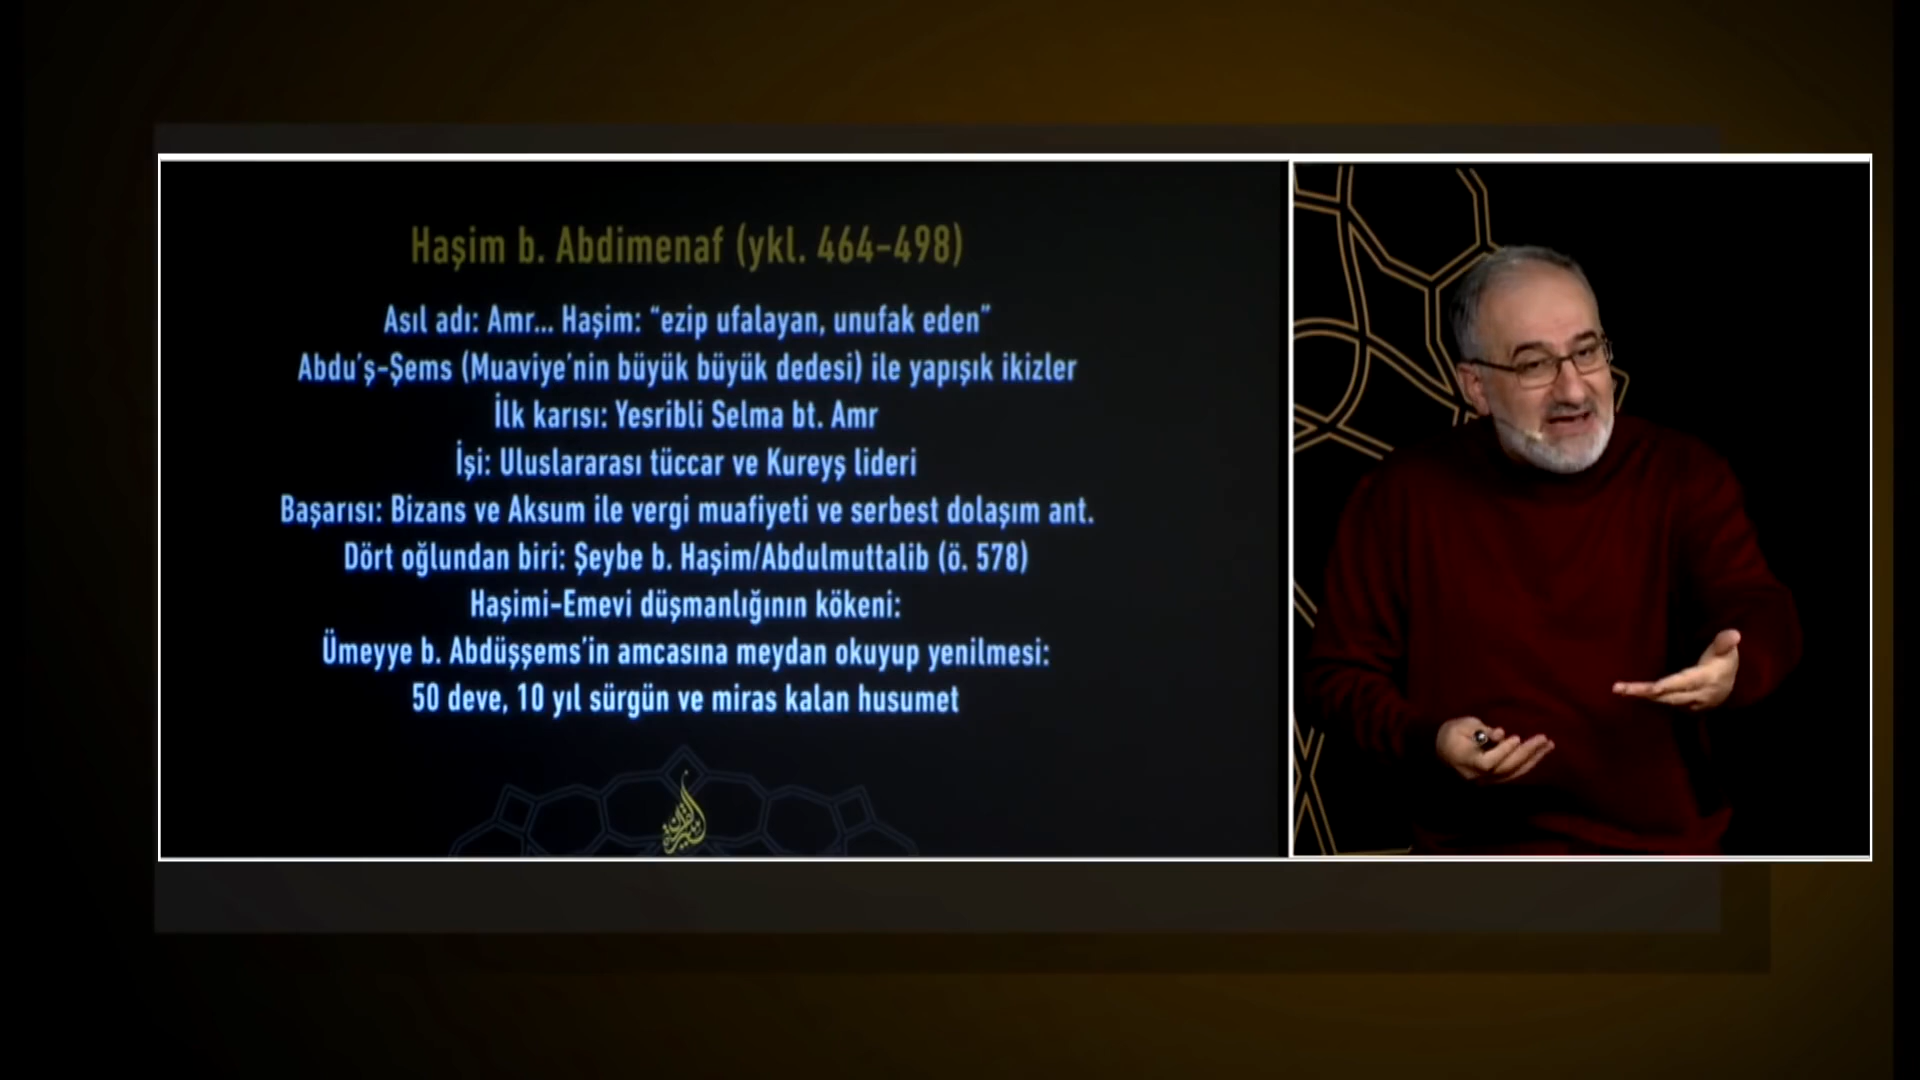 Haşim b. Abdimenaf (ykl. 464-498)
Asıl adı: Amr... Haşim: “ezip ufalayan, unufak eden”
Abdu’ş-Şems (Muaviye’nin büyük büyük dedesi) ile yapışık ikizler
İlk karısı: Yesribli Selma bt. Amr
İşi: Uluslararası tüccar ve Kureyş lideri
Başarısı: Bizans ve Aksum ile vergi muafiyeti ve serbest dolaşım ant.
Dört oğlundan biri: Şeybe b. Haşim/Abdulmuttalib (ö. 578)
Haşimi-Emevi düşmanlığının kökeni:
Ümeyye b. Abdüşşems’in amcasına meydan okuyup yenilmesi:
50 deve, 10 yıl sürgün ve miras kalan husumet